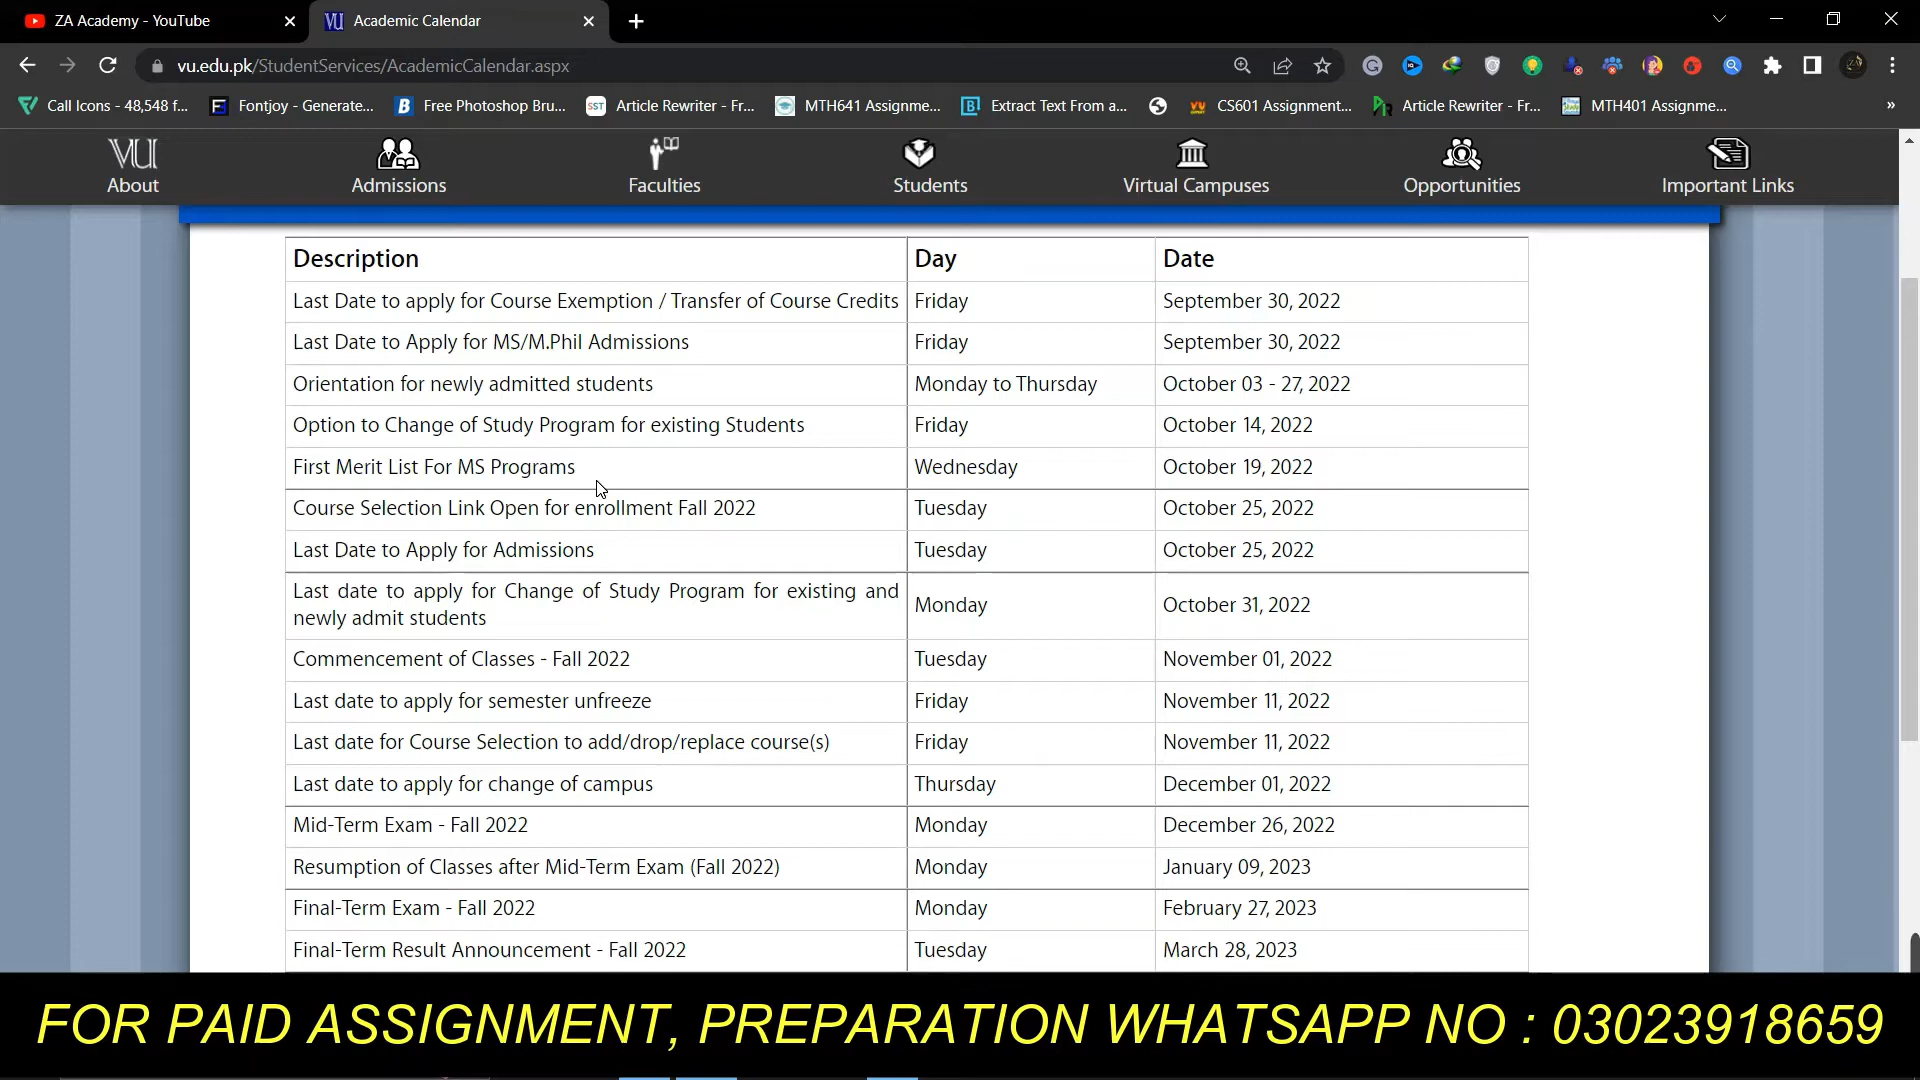 ZA Academy - YouTube
Academic Calendar
vu.edu.pk/StudentServices/AcademicCalendar.aspx
Call Icons - 48,548 f...
Fontjoy - Generate...
Free Photoshop Bru...
Article Rewriter - Fr...
MTH641 Assignme...
Extract Text From a...
CS601 Assignment...
Article Rewriter - Fr...
MTH401 Assignme...
»
VU
About
Admissions
Faculties
Students
Virtual Campuses
Opportunities
Important Links
Description Day Date
Last Date to apply for Course Exemption / Transfer of Course Credits Friday September 30, 2022
Last Date to Apply for MS/M.Phil Admissions Friday September 30, 2022
Orientation for newly admitted students Monday to Thursday October 03 - 27, 2022
Option to Change of Study Program for existing Students Friday October 14, 2022
First Merit List For MS Programs Wednesday October 19, 2022
Course Selection Link Open for enrollment Fall 2022 Tuesday October 25, 2022
Last Date to Apply for Admissions Tuesday October 25, 2022
Last date to apply for Change of Study Program for existing and
newly admit students Monday October 31, 2022
Commencement of Classes - Fall 2022 Tuesday November 01, 2022
Last date to apply for semester unfreeze Friday November 11, 2022
Last date for Course Selection to add/drop/replace course(s) Friday November 11, 2022
Last date to apply for change of campus Thursday December 01, 2022
Mid-Term Exam - Fall 2022 Monday December 26, 2022
Resumption of Classes after Mid-Term Exam (Fall 2022) Monday January 09, 2023
Final-Term Exam - Fall 2022 Monday February 27, 2023
Final-Term Result Announcement - Fall 2022 Tuesday March 28, 2023
FOR PAID ASSIGNMENT, PREPARATION WHATSAPP NO : 03023918659